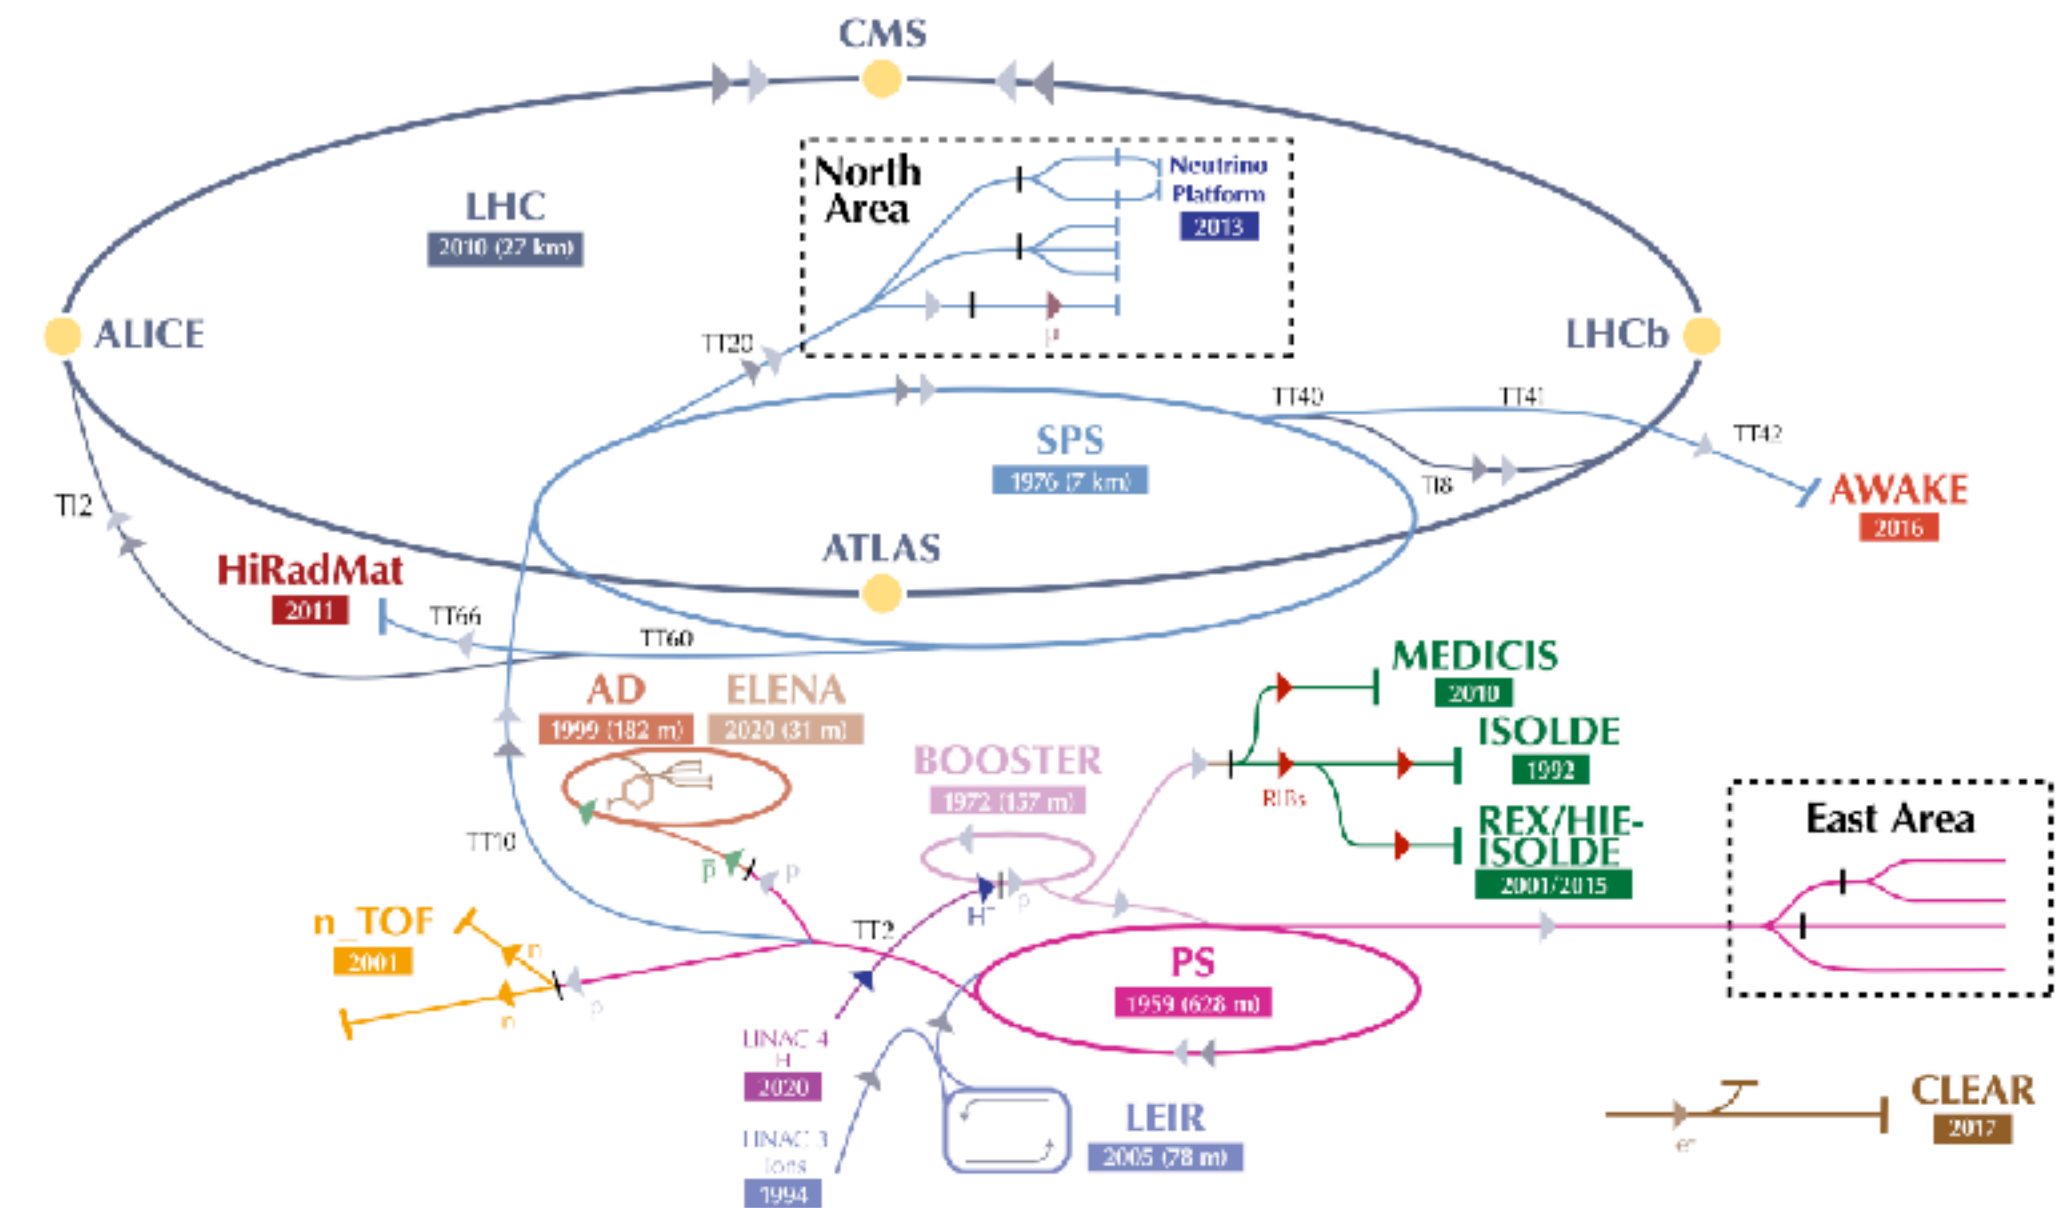 CMS
North
Area
Neutrino
Platform
2013
LHC
2010 (27 km)
ALICE
LHCb
TT20
μ
TT40
TT41
TT42
SPS
1976 (7 km)
TI8
AWAKE
2016
TI2
ATLAS
HiRadMat
2011
TT66
TT60
AD
1999 (182 m)
ELENA
2020 (31 m)
MEDICIS
2010
ISOLDE
1992
RIBs
REX/HIE-
ISOLDE
2001/2015
BOOSTER
1972 (157 m)
East Area
TT10
p̅
p
H-
p
TT2
n_TOF
2001
n
n
p
PS
1959 (628 m)
LINAC 4
H-
2020
LINAC 3
Ions
1994
LEIR
2005 (78 m)
CLEAR
2017
e-